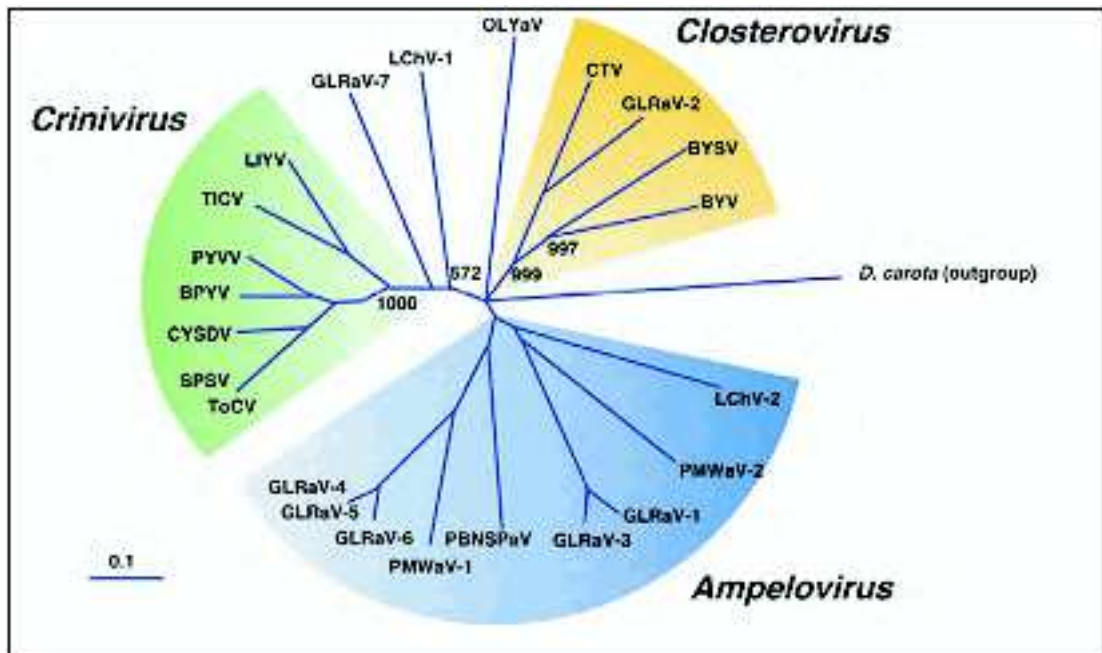 OLYaV
Closterovirus
LChV-1
CTV
GLRaV-7
GLRaV-2
Crinivirus
BYSV
LIYV
TICV
BYV
997
PYVV
672
999
D. carota (outgroup)
BPYV
1000
CYSDV
SPSV
ToCV
LChV-2
PMWaV-2
GLRaV-4
GLRaV-5
GLRaV-1
GLRaV-6
PBNSPaV
GLRaV-3
PMWaV-1
0.1
Ampelovirus